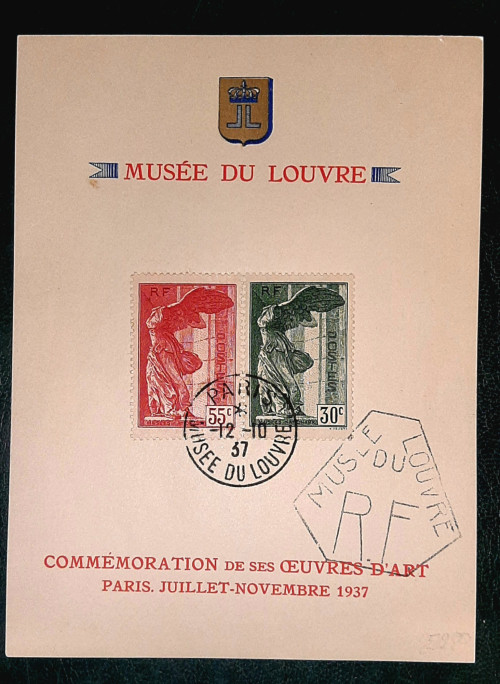 MUSÉE DU LOUVRE
RF
POSTES
55c
RF
POSTES
30c
PARIS
12-10
37
MUSEE DU LOUVRE
MUSEE DU LOUVRE
RF
COMMÉMORATION DE SES ŒUVRES D'ART
PARIS. JUILLET-NOVEMBRE 1937